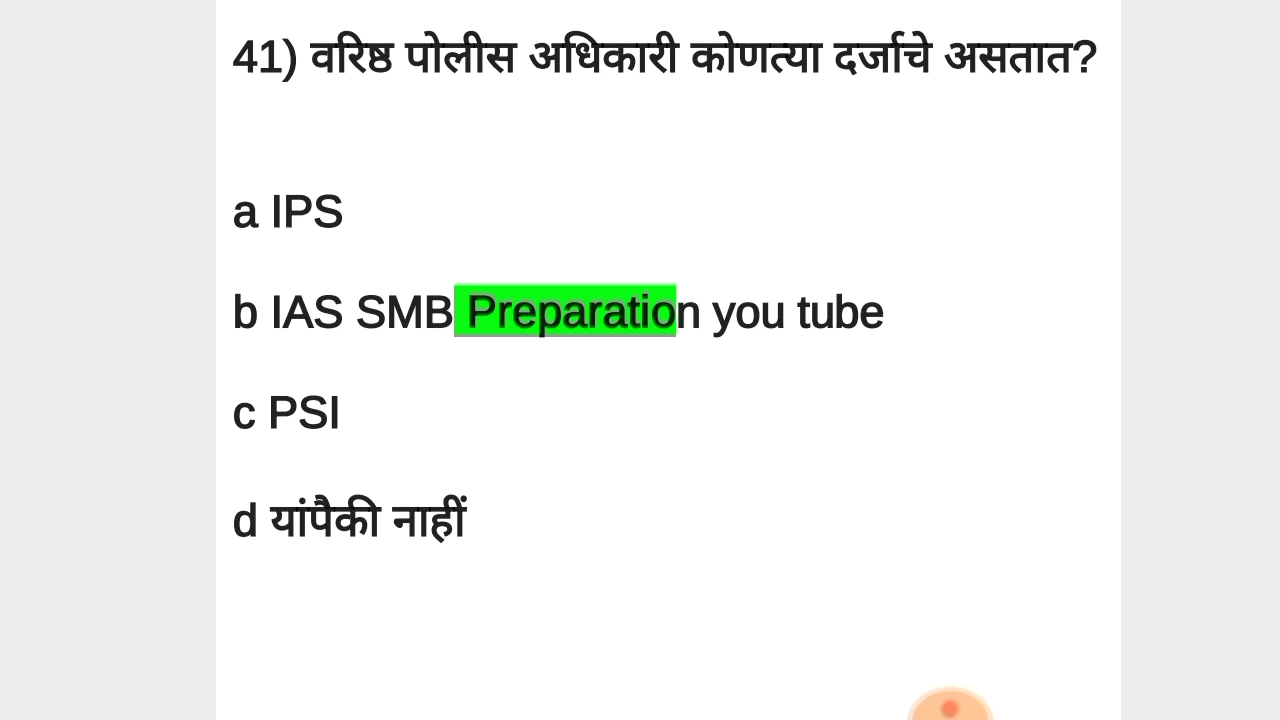 41) वरिष्ठ पोलीस अधिकारी कोणत्या दर्जाचे असतात?
a IPS
b IAS SMB Preparation you tube
c PSI
d यांपैकी नाहीं